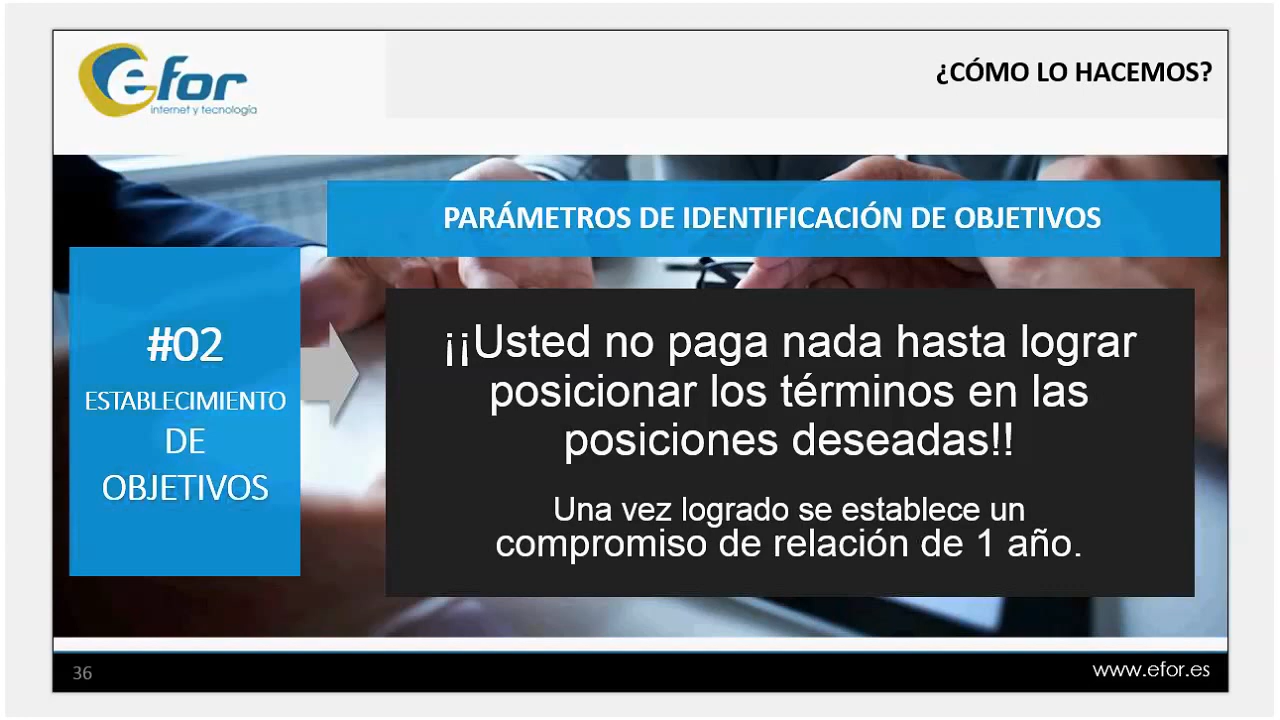 efor
internet y tecnología
¿CÓMO LO HACEMOS?
PARÁMETROS DE IDENTIFICACIÓN DE OBJETIVOS
#02
ESTABLECIMIENTO
DE
OBJETIVOS
¡¡Usted no paga nada hasta lograr
posicionar los términos en las
posiciones deseadas!!
Una vez logrado se establece un
compromiso de relación de 1 año.
36
www.efor.es